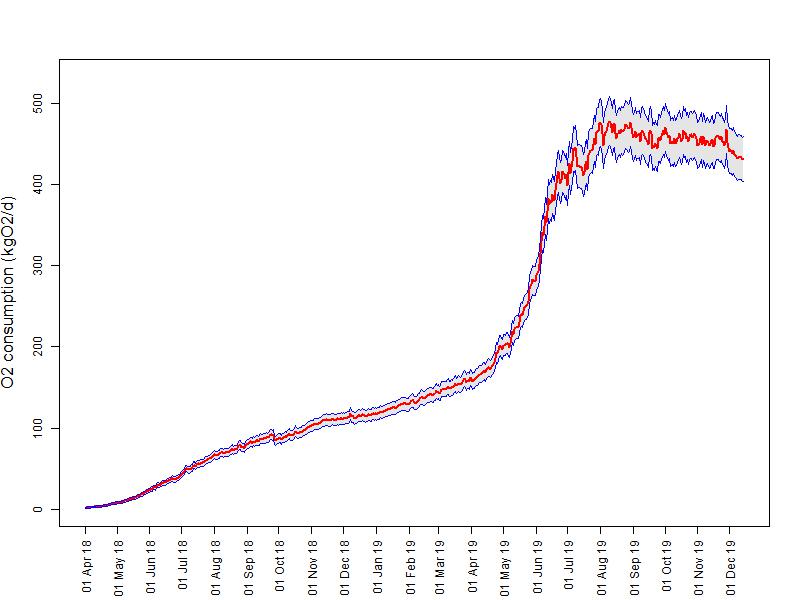 O2 consumption (kgO2/d)
500
400
300
200
100
0
01 Apr 18
01 May 18
01 Jun 18
01 Jul 18
01 Aug 18
01 Sep 18
01 Oct 18
01 Nov 18
01 Dec 18
01 Jan 19
01 Feb 19
01 Mar 19
01 Apr 19
01 May 19
01 Jun 19
01 Jul 19
01 Aug 19
01 Sep 19
01 Oct 19
01 Nov 19
01 Dec 19